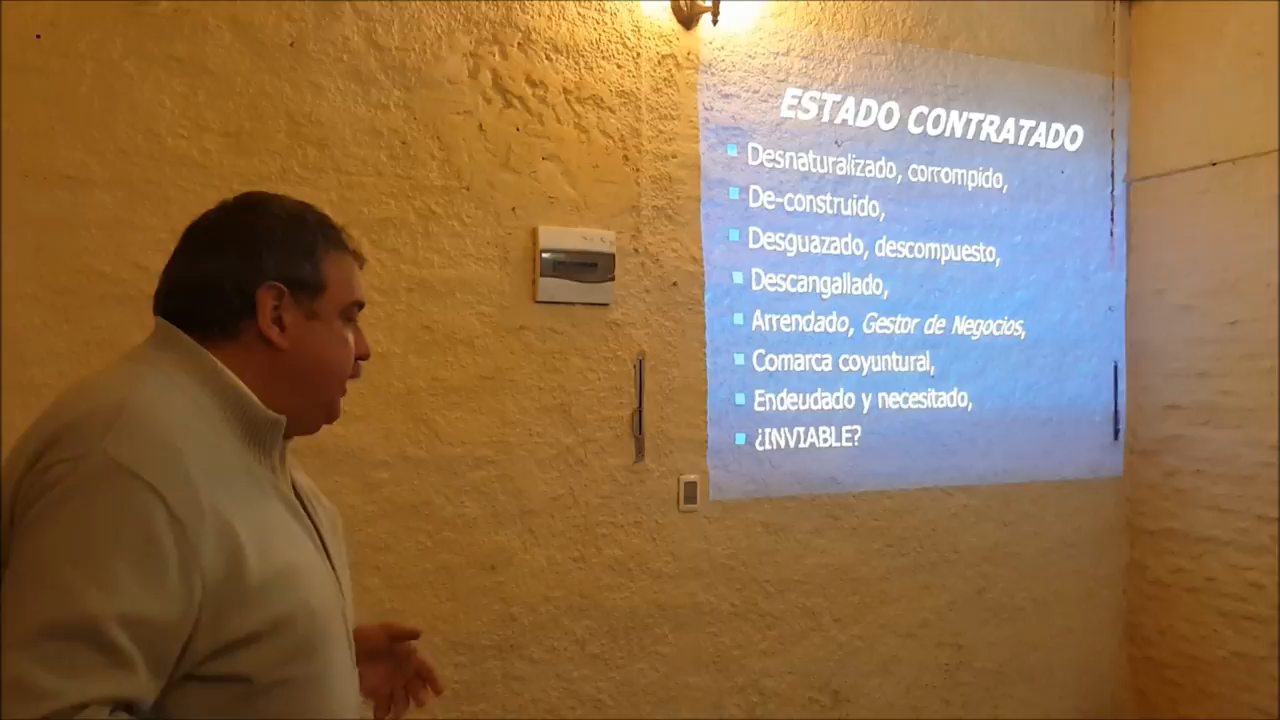 ESTADO CONTRATADO
Desnaturalizado, corrompido,
De-construido,
Desguazado, descompuesto,
Descangallado,
Arrendado, Gestor de Negocios,
Comarca coyuntural,
Endeudado y necesitado,
¿INVIABLE?